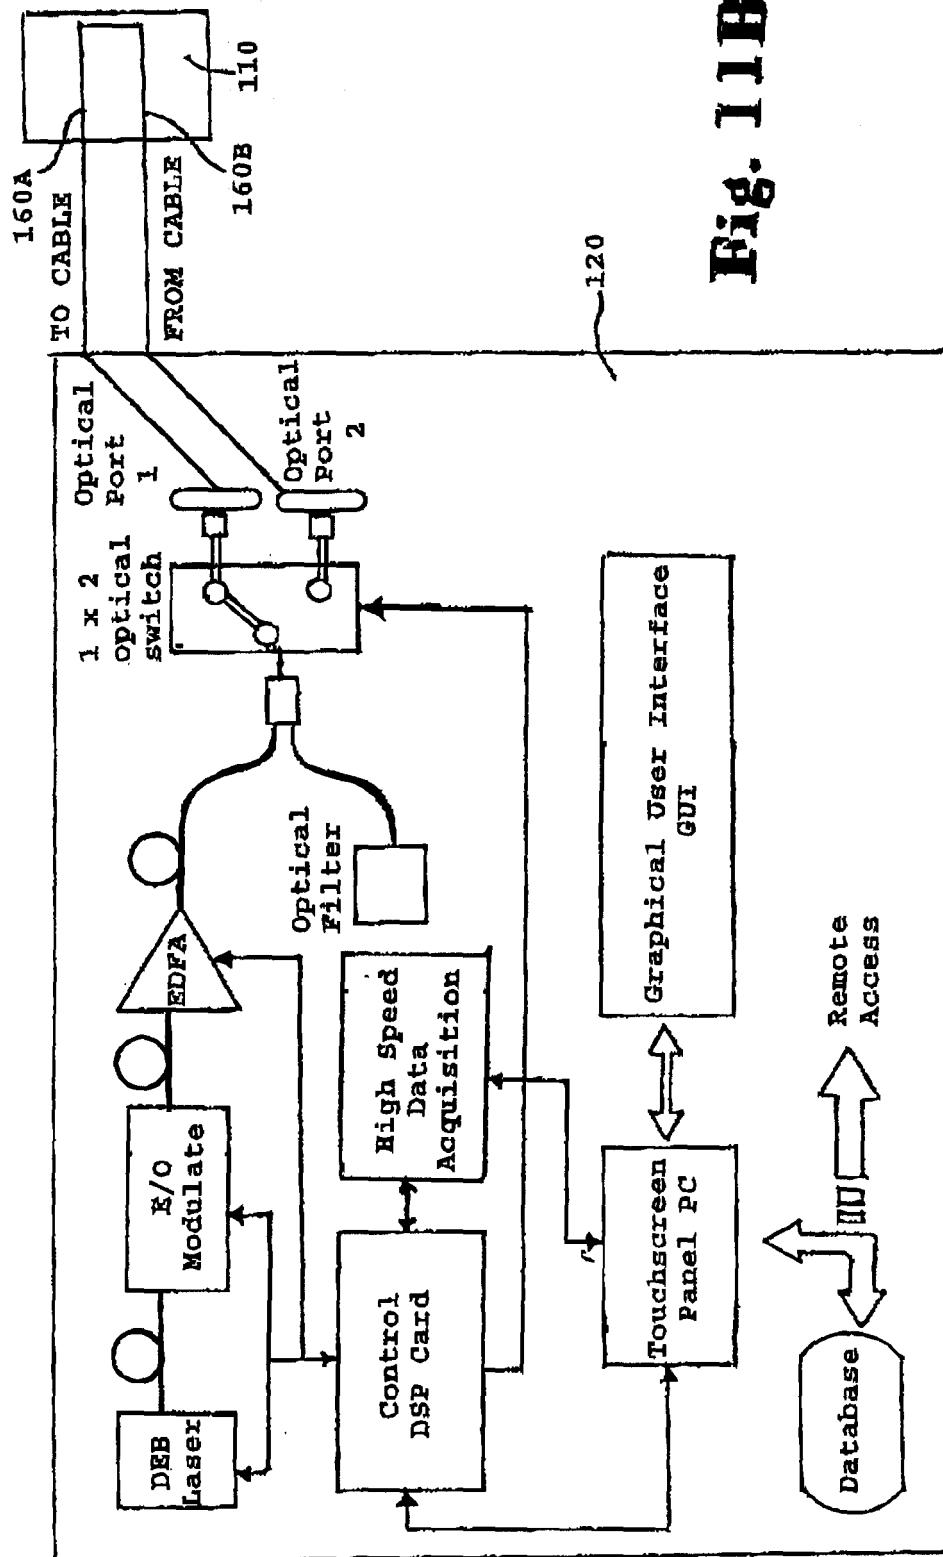 DEB
Laser
E/O
Modulate
EDFA
1 x 2
optical
switch
Optical
Port
1
TO CABLE
160A
FROM CABLE
160B
110
Optical
Port
2
Optical
Filter
Control
DSP Card
High Speed
Data
Acquisition
120
Touchscreen
Panel PC
Graphical User Interface
GUI
Database
Remote
Access
Fig. 11B